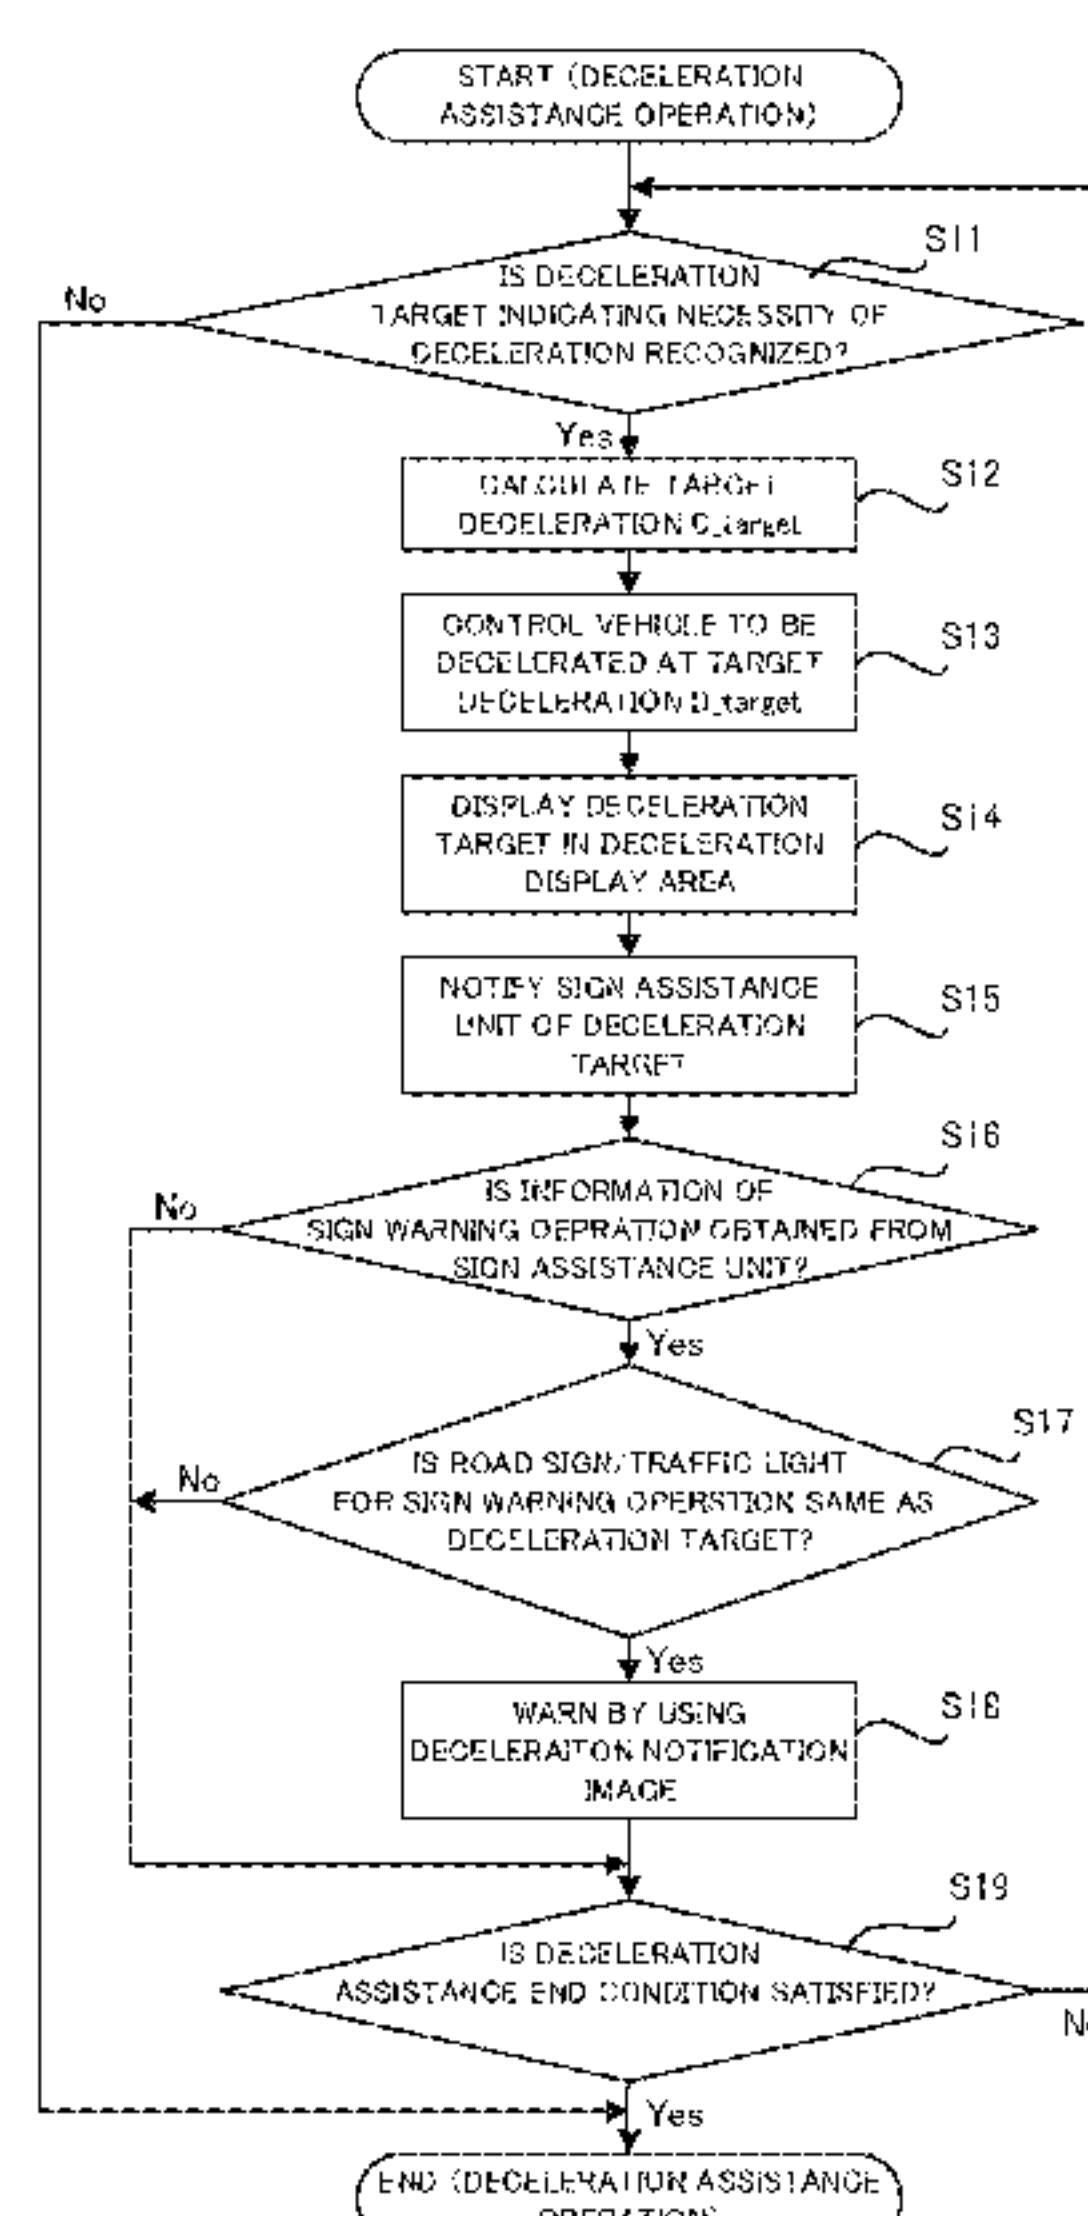 START (DECELERATION
ASSISTANCE OPERATION)
S11
IS DECELERATION
No
TARGET INDICATING NECESSITY OF
DECELERATION RECOGNIZED?
Yes
S12
CALCULATE TARGET
DECELERATION D_target
S13
CONTROL VEHICLE TO BE
DECELERATED AT TARGET
DECELERATION D_target
S14
DISPLAY DECELERATION
TARGET IN DECELERATION
DISPLAY AREA
S15
NOTIFY SIGN ASSISTANCE
UNIT OF DECELERATION
TARGET
S16
IS INFORMATION OF
No
SIGN WARNING OEPRATION OBTAINED FROM
SIGN ASSISTANCE UNIT?
Yes
S17
IS ROAD SIGN/TRAFFIC LIGHT
No
FOR SIGN WARNING OPERSTION SAME AS
DECELERATION TARGET?
Yes
S18
WARN BY USING
DECELERAITON NOTIFICATION
IMAGE
S19
IS DECELERATION
ASSISTANCE END CONDITION SATISFIED?
Yes
END (DECELERATION ASSISTANCE